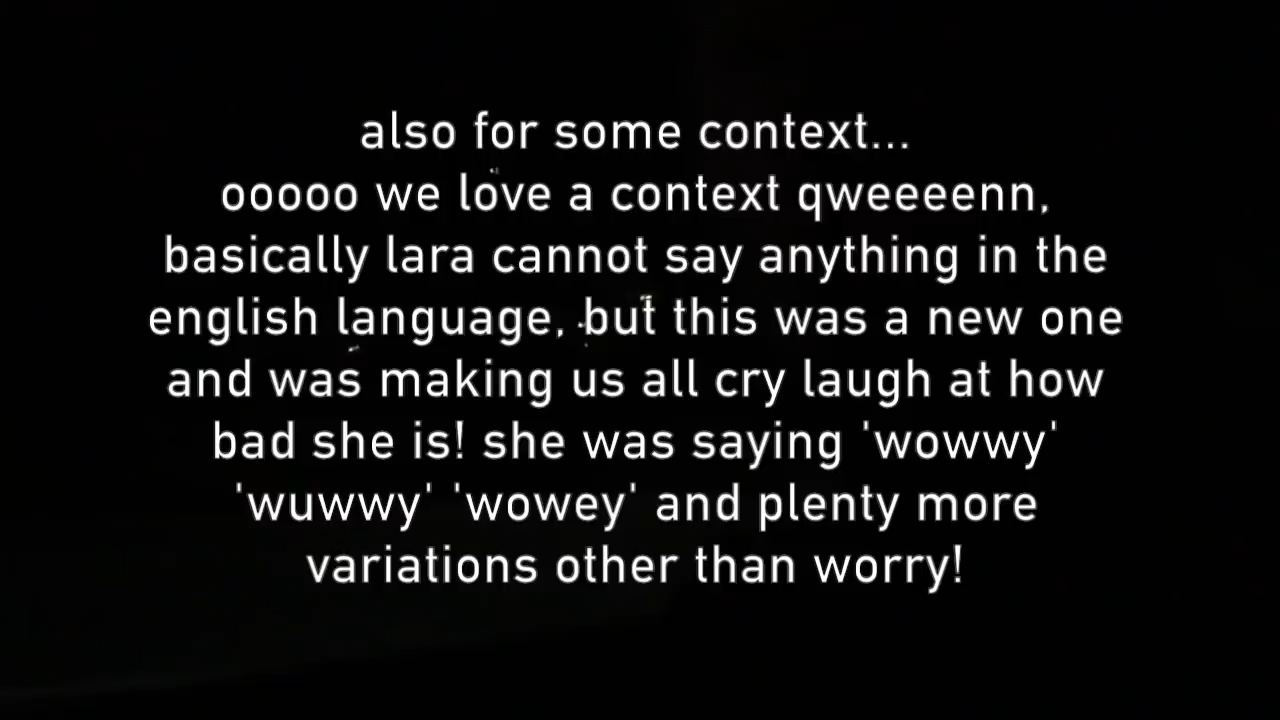 also for some context...
ooooo we love a context qweeeenn,
basically lara cannot say anything in the
english language, but this was a new one
and was making us all cry laugh at how
bad she is! she was saying 'wowwy'
'wuwwy' 'wowey' and plenty more
variations other than worry!